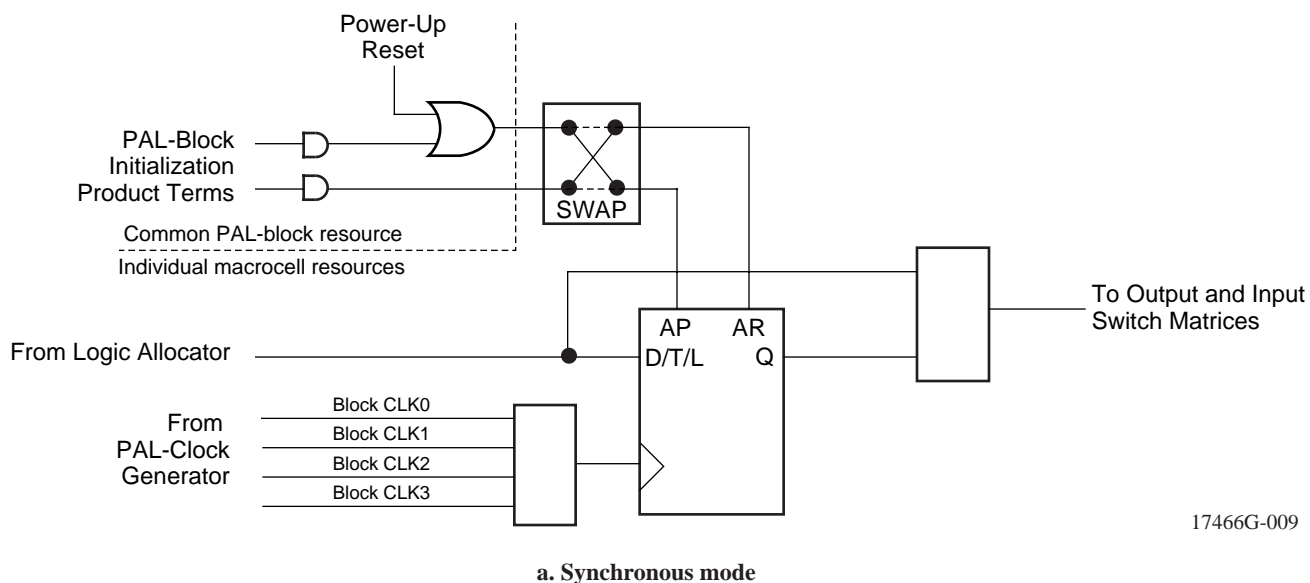 Power-Up
Reset
PAL-Block
Initialization
Product Terms
SWAP
Common PAL-block resource
Individual macrocell resources
To Output and Input
Switch Matrices
AP AR
From Logic Allocator
D/T/L Q
From
PAL-Clock
Generator
Block CLK0
Block CLK1
Block CLK2
Block CLK3
17466G-009
a. Synchronous mode